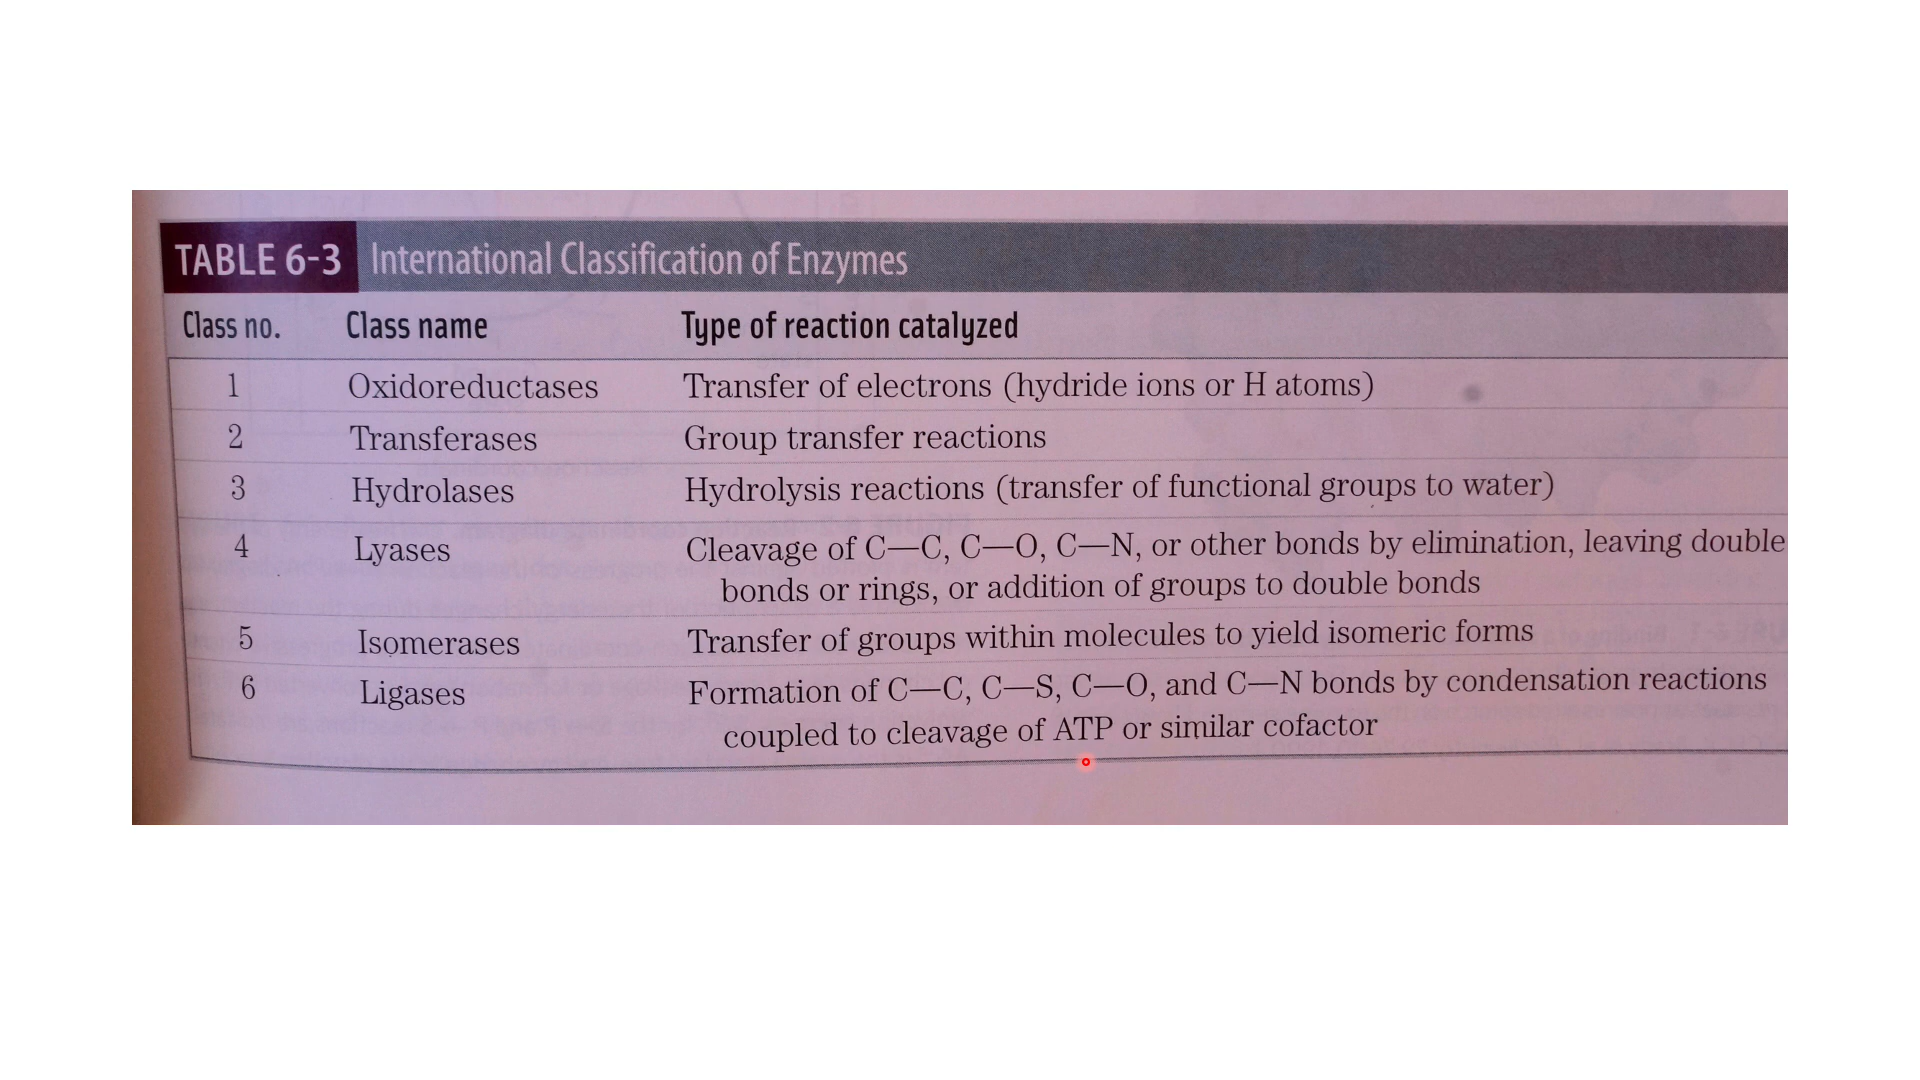 TABLE 6-3 International Classification of Enzymes
Class no. Class name Type of reaction catalyzed
1 Oxidoreductases Transfer of electrons (hydride ions or H atoms)
2 Transferases Group transfer reactions
3 Hydrolases Hydrolysis reactions (transfer of functional groups to water)
4 Lyases Cleavage of C—C, C—O, C—N, or other bonds by elimination, leaving double
bonds or rings, or addition of groups to double bonds
5 Isomerases Transfer of groups within molecules to yield isomeric forms
6 Ligases Formation of C—C, C—S, C—O, and C—N bonds by condensation reactions
coupled to cleavage of ATP or similar cofactor